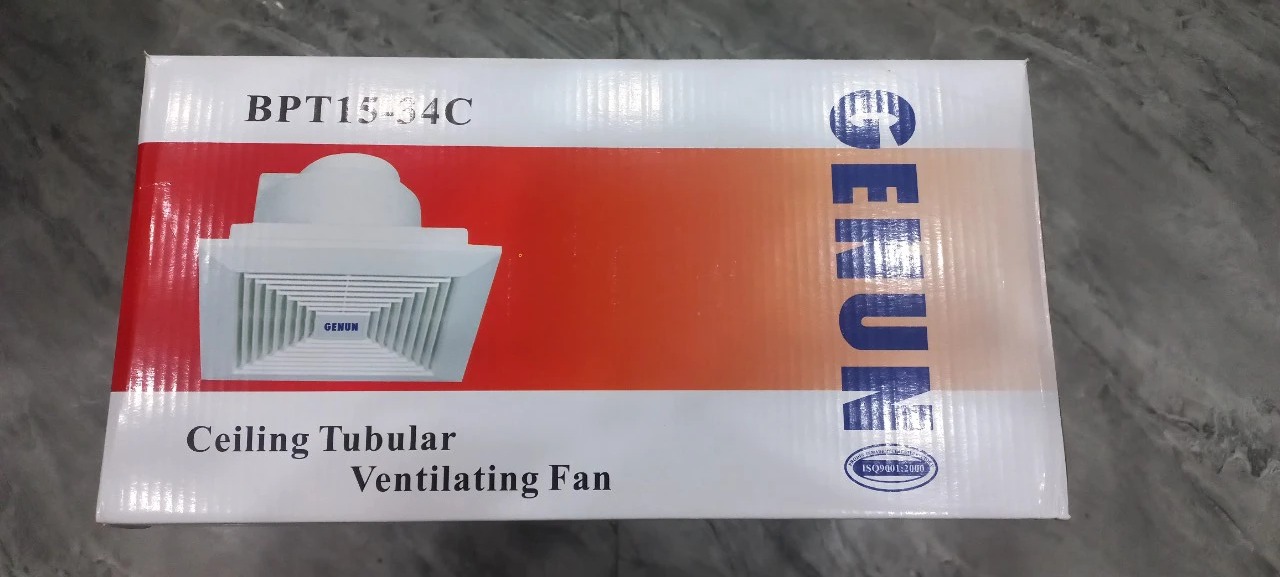 BPT15-34C
GENUN
GENUN
Ceiling Tubular
Ventilating Fan
ISO9001:2000